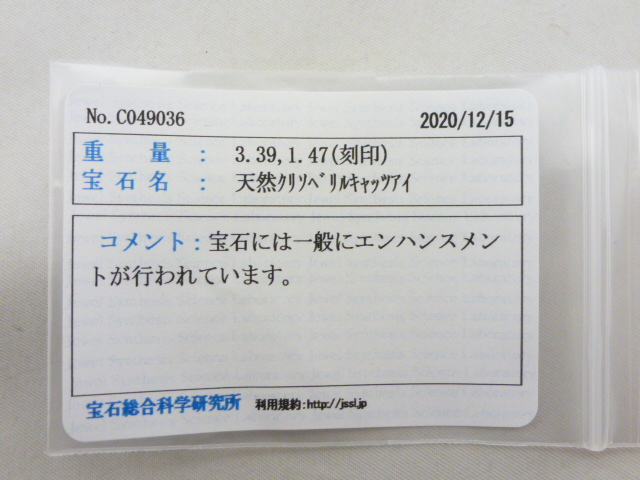 No. C049036 2020/12/15
重　量 : 3.39, 1.47(刻印)
宝石名 : 天然ｸﾘｿﾍﾞﾘﾙｷｬｯﾂｱｲ
コメント：宝石には一般にエンハンスメン
トが行われています。
宝石総合科学研究所 利用規約:http://jssl.jp